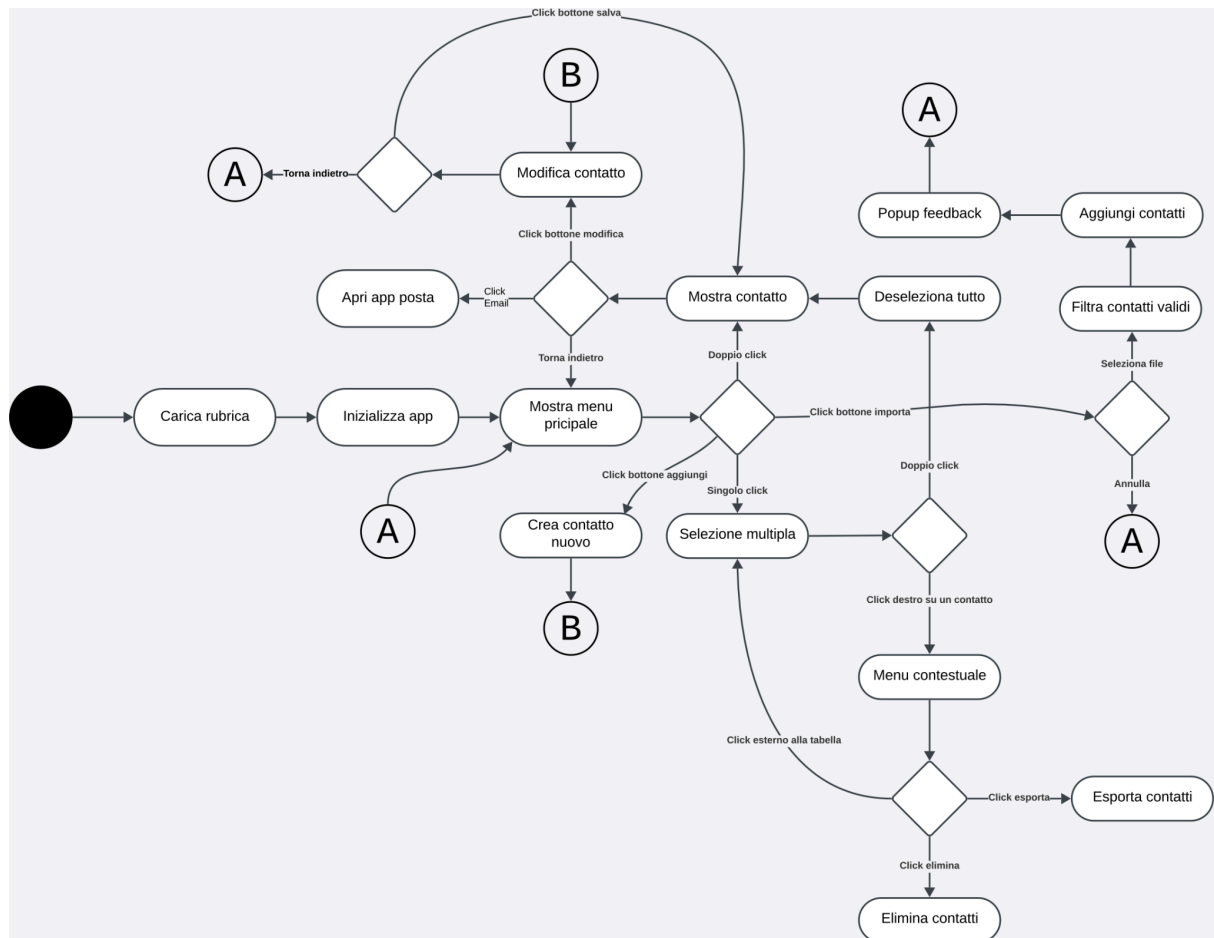 Click bottone salva
B
A
A
Torna indietro
Modifica contatto
Popup feedback
Aggiungi contatti
Click bottone modifica
Apri app posta
Click
Email
Mostra contatto
Deseleziona tutto
Filtra contatti validi
Torna indietro
Doppio click
Seleziona file
Carica rubrica
Inizializza app
Mostra menu
pricipale
Click bottone importa
Click bottone aggiungi
Singolo click
Doppio click
Annulla
A
Crea contatto
nuovo
Selezione multipla
A
B
Click destro su un contatto
Menu contestuale
Click esterno alla tabella
Click esporta
Esporta contatti
Click elimina
Elimina contatti